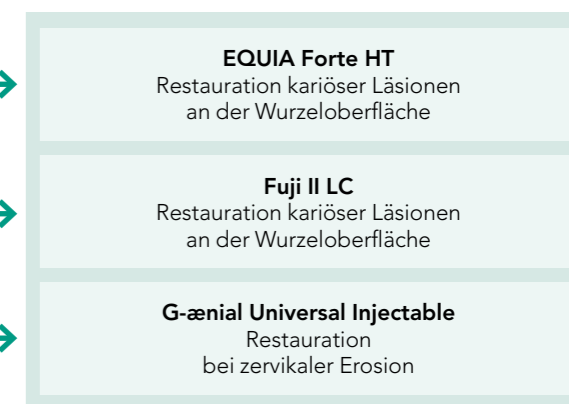 EQUIA Forte HT
Restauration kariöser Läsionen
an der Wurzeloberfläche
Fuji II LC
Restauration kariöser Läsionen
an der Wurzeloberfläche
G-ænial Universal Injectable
Restauration
bei zervikaler Erosion